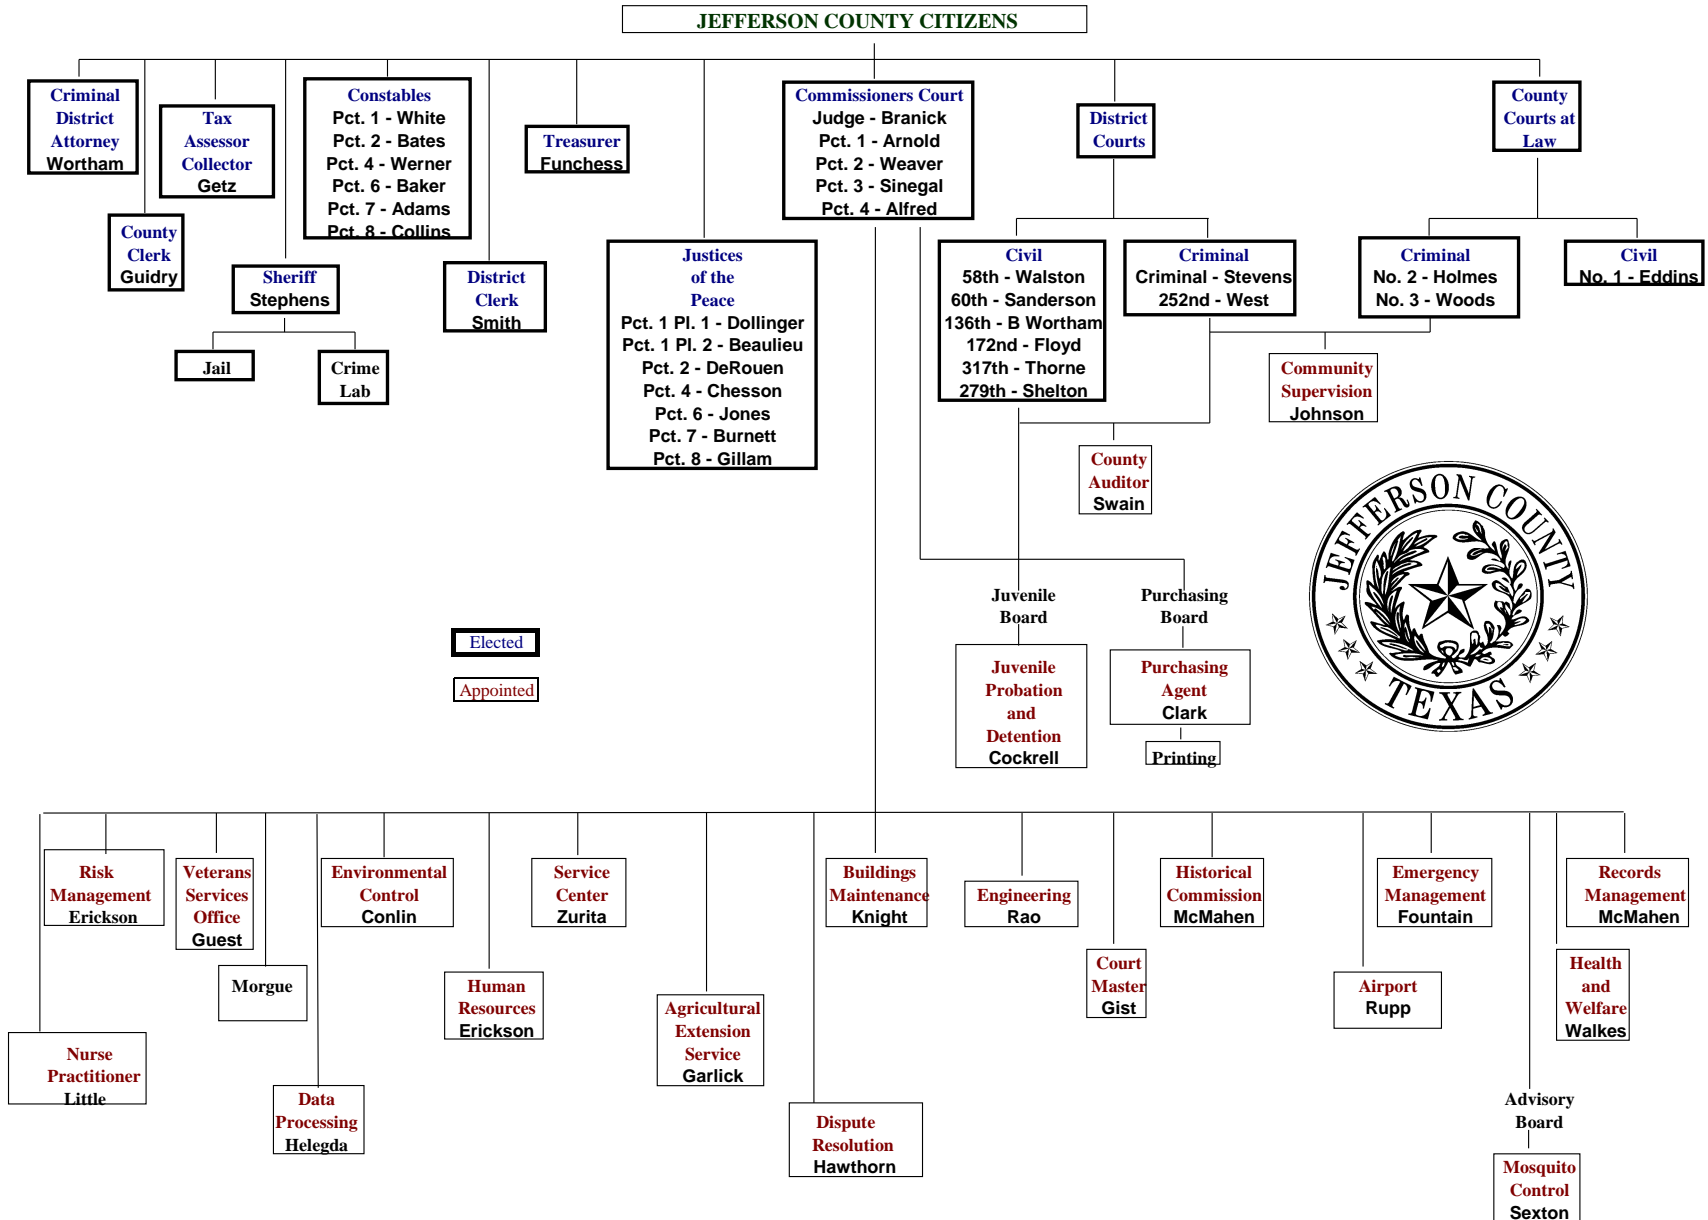 JEFFERSON COUNTY CITIZENS
Criminal
District
Attorney
Wortham
County
Clerk
Guidry
Tax
Assessor
Collector
Getz
Sheriff
Stephens
Jail
Crime
Lab
Constables
Pct. 1 - White
Pct. 2 - Bates
Pct. 4 - Werner
Pct. 6 - Baker
Pct. 7 - Adams
Pct. 8 - Collins
District
Clerk
Smith
Treasurer
Funchess
Justices
of the
Peace
Pct. 1 Pl. 1 - Dollinger
Pct. 1 Pl. 2 - Beaulieu
Pct. 2 - DeRouen
Pct. 4 - Chesson
Pct. 6 - Jones
Pct. 7 - Burnett
Pct. 8 - Gillam
Commissioners Court
Judge - Branick
Pct. 1 - Arnold
Pct. 2 - Weaver
Pct. 3 - Sinegal
Pct. 4 - Alfred
District
Courts
Civil
58th - Walston
60th - Sanderson
136th - B Wortham
172nd - Floyd
317th - Thorne
279th - Shelton
Criminal
Criminal - Stevens
252nd - West
County
Courts at
Law
Criminal
No. 2 - Holmes
No. 3 - Woods
Civil
No. 1 - Eddins
Community
Supervision
Johnson
County
Auditor
Swain
JEFFERSON COUNTY
TEXAS
Juvenile
Board
Juvenile
Probation
and
Detention
Cockrell
Purchasing
Board
Purchasing
Agent
Clark
Printing
Elected
Appointed
Risk
Management
Erickson
Veterans
Services
Office
Guest
Environmental
Control
Conlin
Service
Center
Zurita
Buildings
Maintenance
Knight
Engineering
Rao
Historical
Commission
McMahen
Emergency
Management
Fountain
Records
Management
McMahen
Morgue
Human
Resources
Erickson
Agricultural
Extension
Service
Garlick
Court
Master
Gist
Airport
Rupp
Health
and
Welfare
Walkes
Nurse
Practitioner
Little
Data
Processing
Helegda
Dispute
Resolution
Hawthorn
Advisory
Board
Mosquito
Control
Sexton